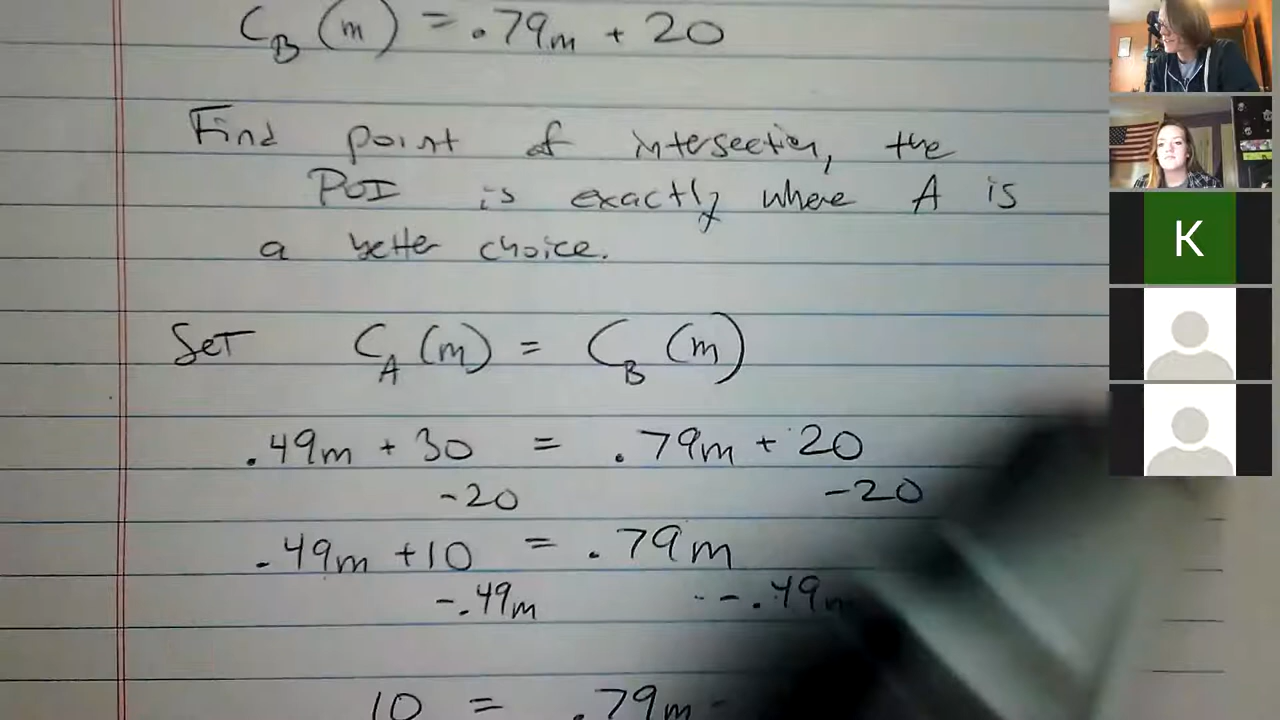 C_B(m) = .79m + 20
Find point of intersection, the
POI is exactly where A is
a better choice.
Set C_A(m) = C_B(m)
.49m + 30 = .79m + 20
-20 -20
.49m + 10 = .79m
-.49m --.49m
10 = .79m -
K